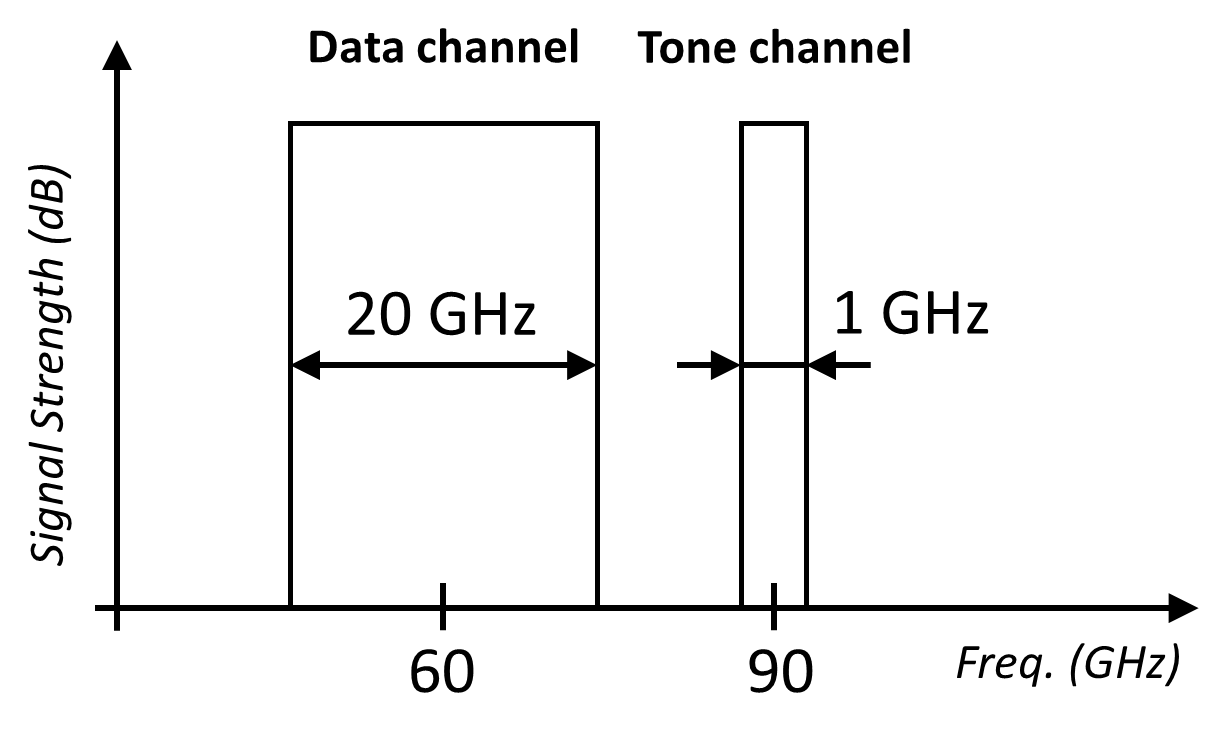 Data channel
Tone channel
Signal Strength (dB)
20 GHz
1 GHz
60
90
Freq. (GHz)